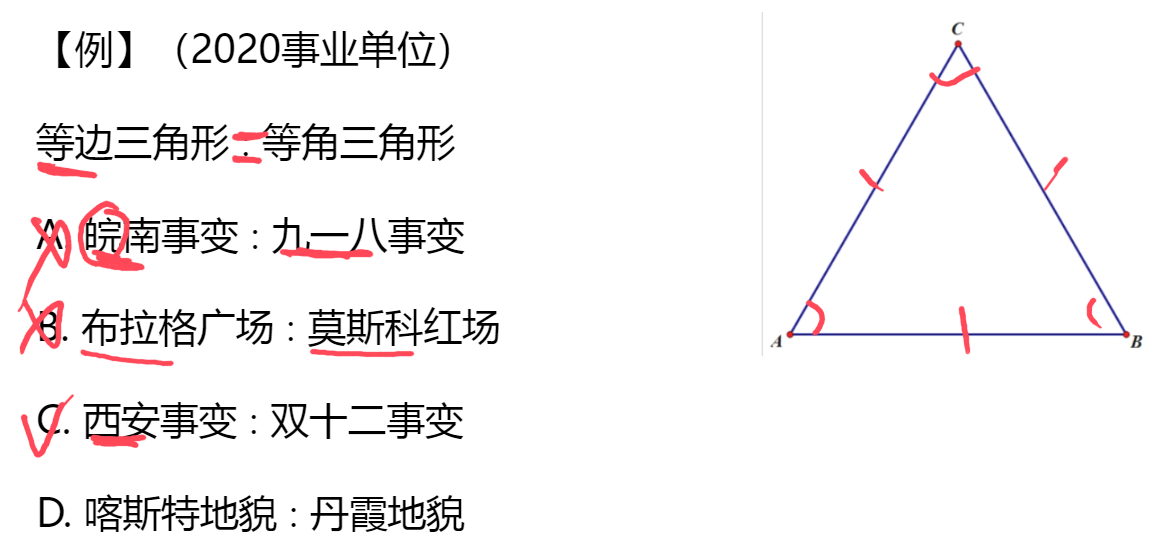 【例】（2020事业单位）
等边三角形 : 等角三角形
A. 皖南事变 : 九一八事变
B. 布拉格广场 : 莫斯科红场
C. 西安事变 : 双十二事变
D. 喀斯特地貌 : 丹霞地貌
C
A
B